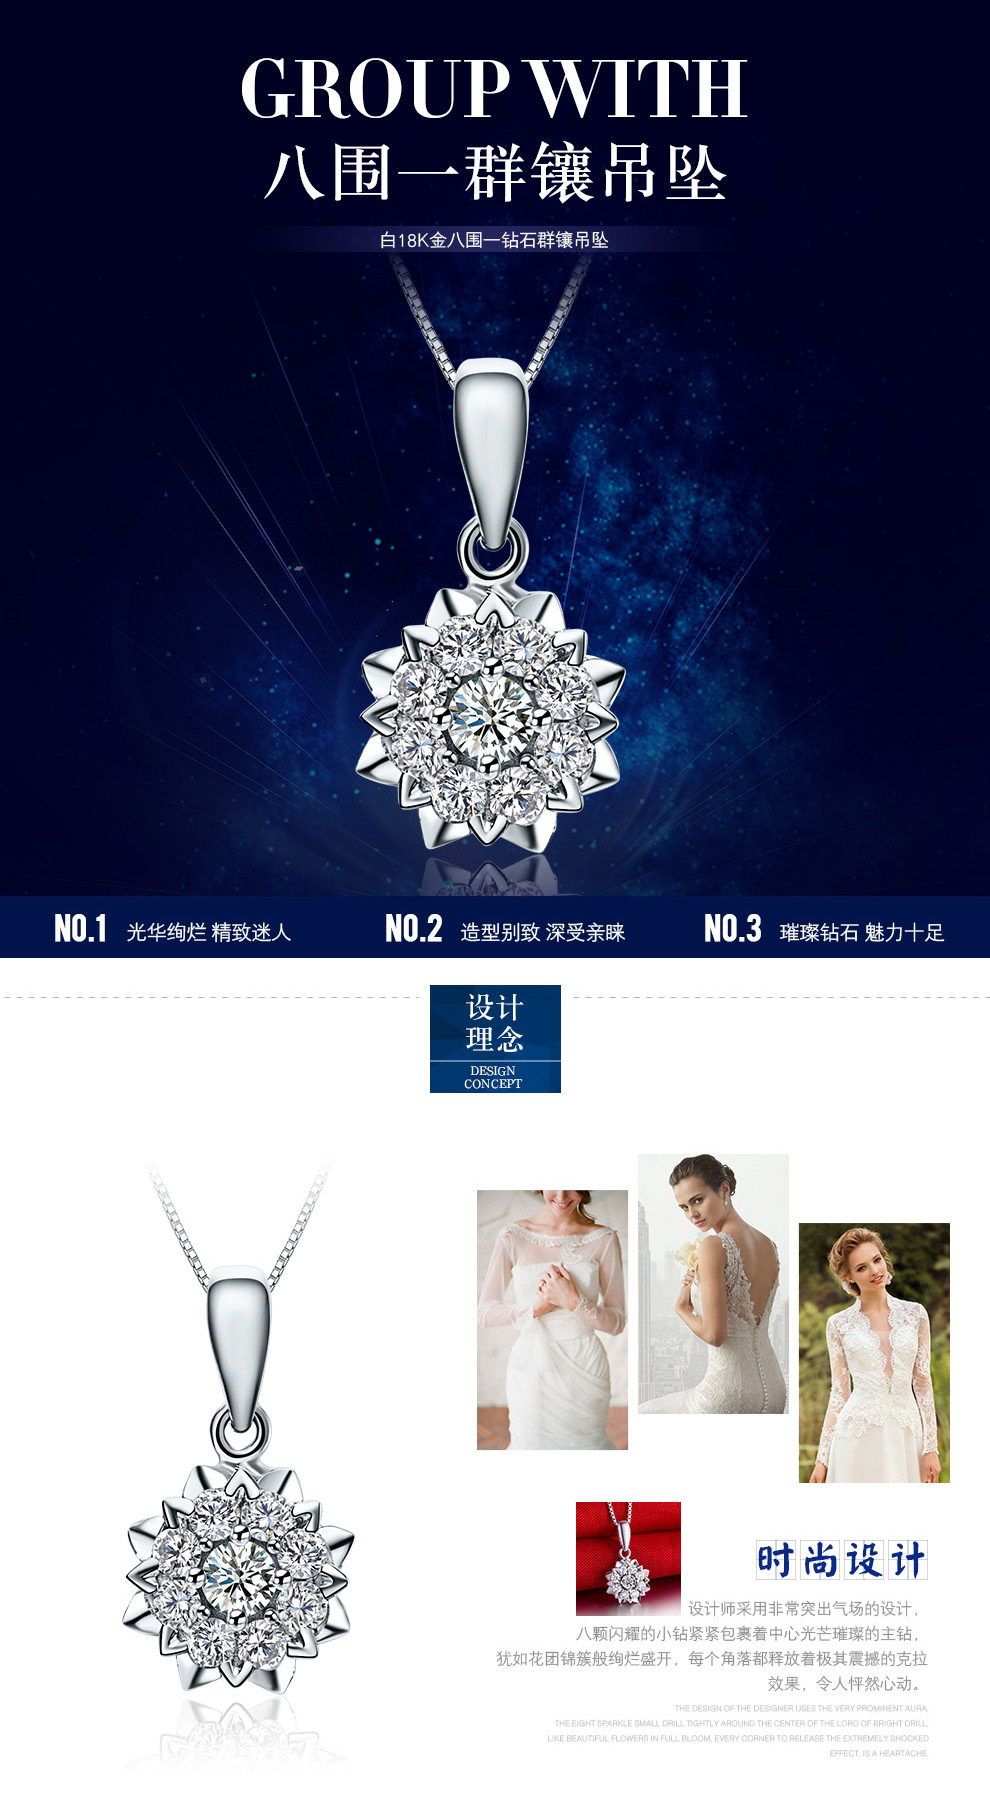 GROUP WITH
八围一群镶吊坠
白18K金八围一钻石群镶吊坠
NO.1 光华绚烂 精致迷人
NO.2 造型别致 深受亲睐
NO.3 璀璨钻石 魅力十足
设计
理念
DESIGN
CONCEPT
时尚设计
设计师采用非常突出气场的设计，
八颗闪耀的小钻紧紧包裹着中心光芒璀璨的主钻，
犹如花团锦簇般绚烂盛开，每个角落都释放着极其震撼的克拉
效果，令人怦然心动。
THE DESIGN OF THE DESIGNER USES THE VERY PROMINENT AURA,
THE EIGHT SPARKLE SMALL DRILL TIGHTLY AROUND THE CENTER OF THE LORD OF BRIGHT DRILL,
LIKE BEAUTIFUL FLOWERS IN FULL BLOOM, EVERY CORNER TO RELEASE THE EXTREMELY SHOCKED
EFFECT, IS A HEARTACHE.